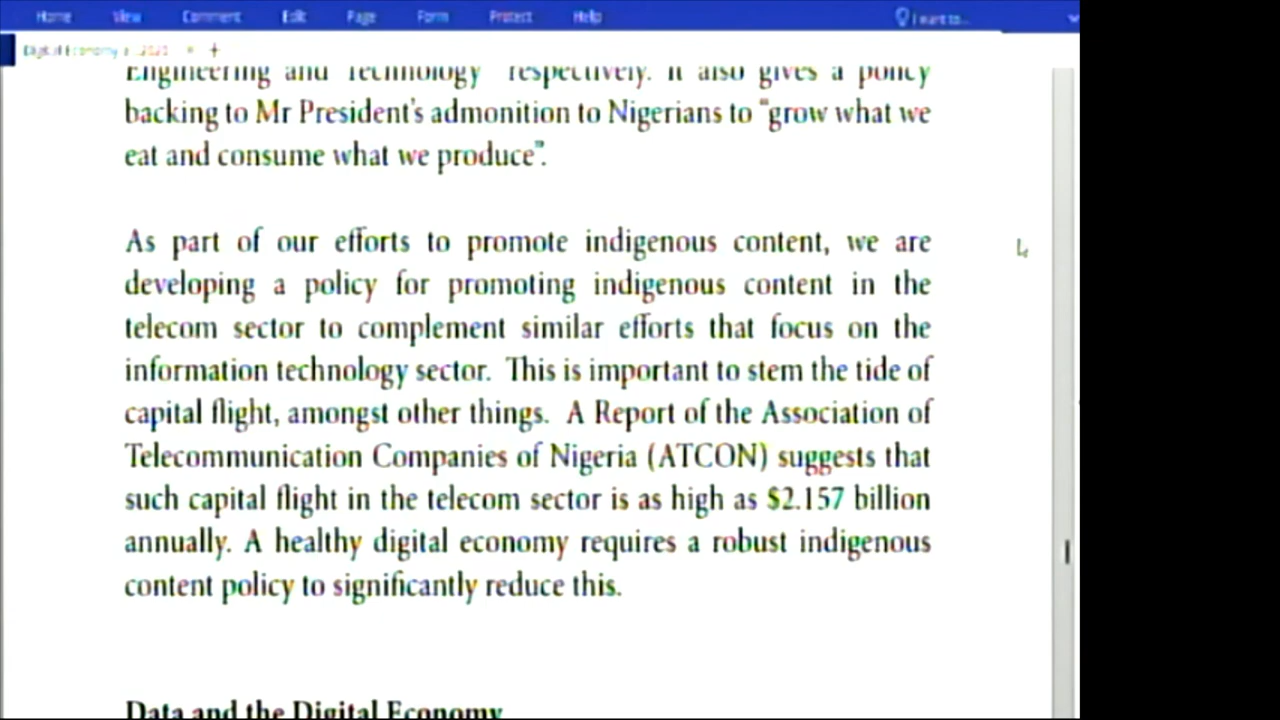 Home View Comment Edit Page Form Protect Help I want to...
Digital Economy +
Engineering and Technology respectively. It also gives a policy
backing to Mr President's admonition to Nigerians to "grow what we
eat and consume what we produce".
As part of our efforts to promote indigenous content, we are
developing a policy for promoting indigenous content in the
telecom sector to complement similar efforts that focus on the
information technology sector. This is important to stem the tide of
capital flight, amongst other things. A Report of the Association of
Telecommunication Companies of Nigeria (ATCON) suggests that
such capital flight in the telecom sector is as high as $2.157 billion
annually. A healthy digital economy requires a robust indigenous
content policy to significantly reduce this.
Data and the Digital Economy